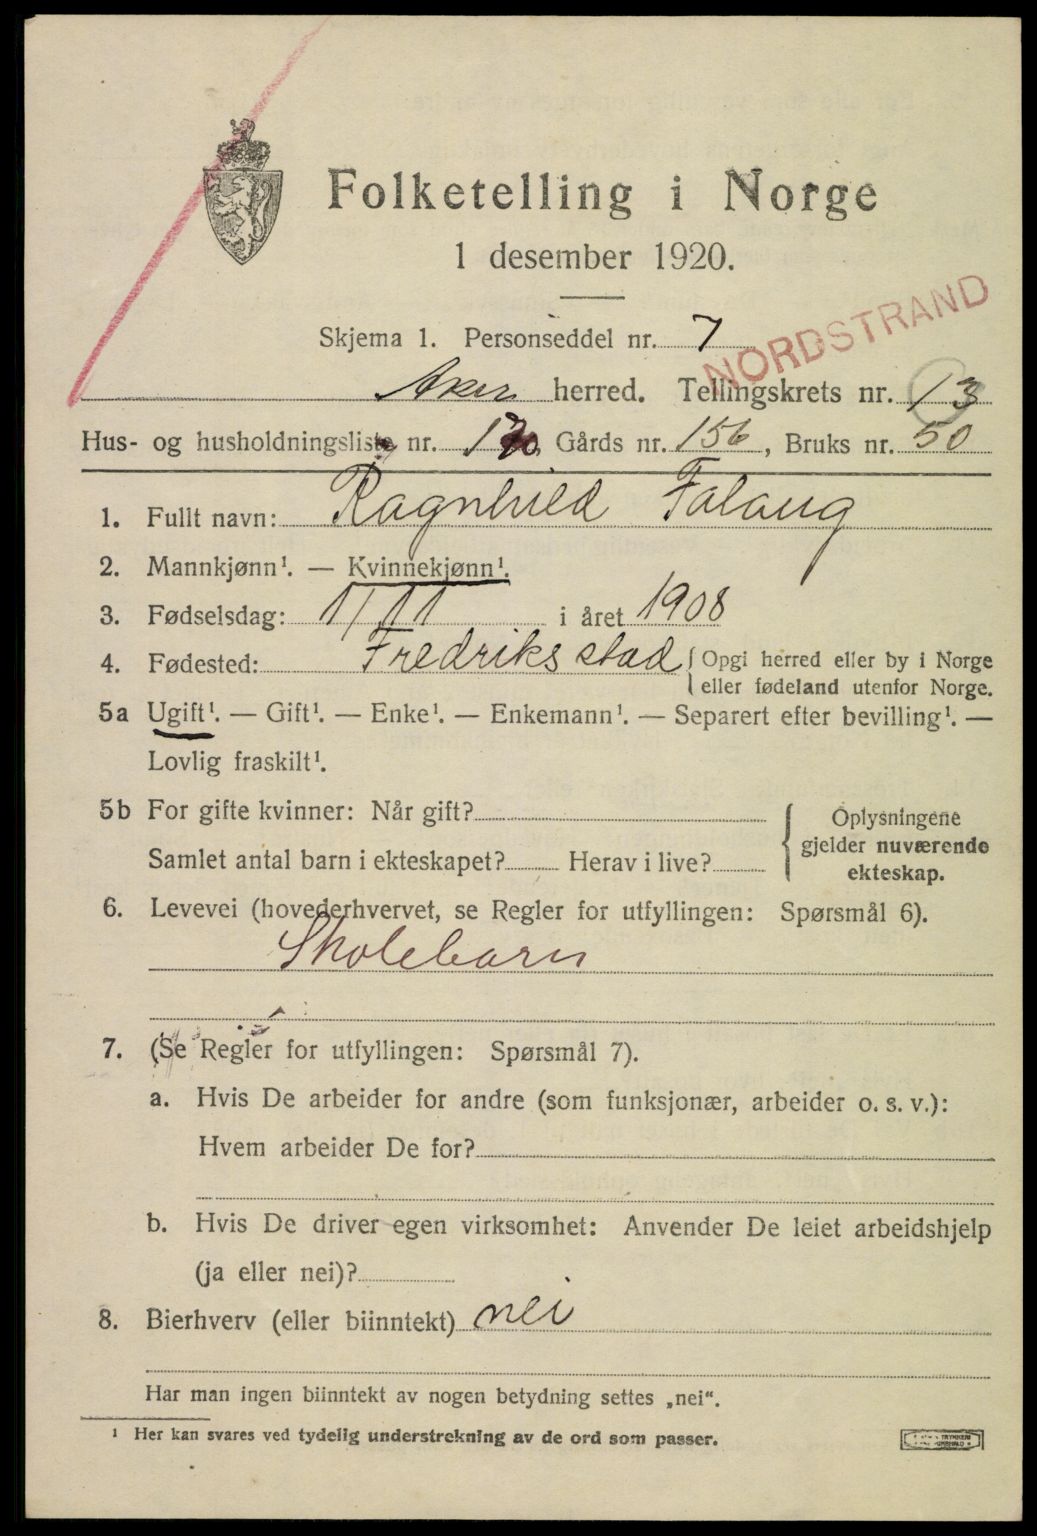 Folketelling i Norge
1 desember 1920.
NORDSTRAND
Skjema 1. Personseddel nr. 7
Aker herred. Tellingskrets nr. 13
Hus- og husholdningsliste nr. Gårds nr. 156, Bruks nr. 50
1. Fullt navn: Ragnhild Falang
2. Mannkjønn¹. — Kvinnekjønn¹.
3. Fødselsdag: 1/11 i året 1908
4. Fødested: Fredriksstad { Opgi herred eller by i Norge
eller fødeland utenfor Norge.
5a Ugift¹. — Gift¹. — Enke¹. — Enkemann¹. — Separert efter bevilling¹. —
Lovlig fraskilt¹.
5b For gifte kvinner: Når gift?
Samlet antal barn i ekteskapet? Herav i live?
{ Oplysningene
gjelder nuværende
ekteskap.
6. Levevei (hovederhvervet, se Regler for utfyllingen: Spørsmål 6).
Skolebarn
7. (Se Regler for utfyllingen: Spørsmål 7).
a. Hvis De arbeider for andre (som funksjonær, arbeider o. s. v.):
Hvem arbeider De for?
b. Hvis De driver egen virksomhet: Anvender De leiet arbeidshjelp
(ja eller nei)?
8. Bierhverv (eller biinntekt) nei
Har man ingen biinntekt av nogen betydning settes „nei“.
¹ Her kan svares ved tydelig understrekning av de ord som passer.